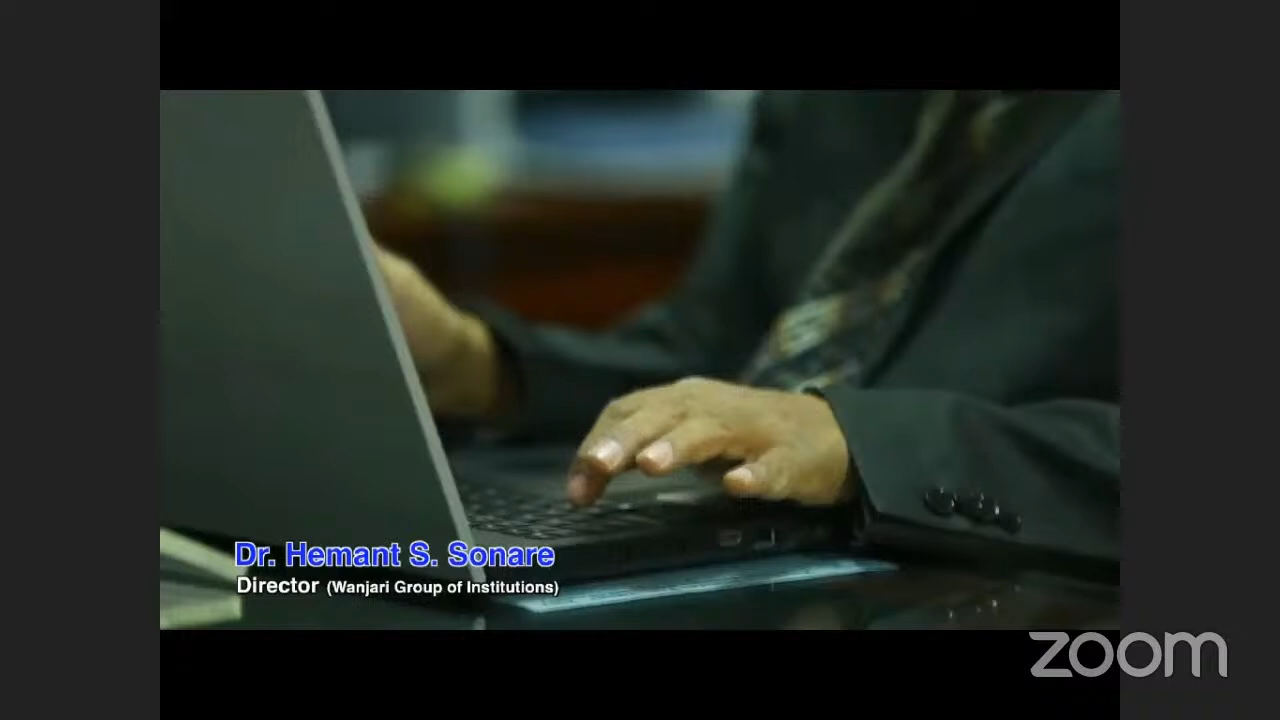 Dr. Hemant S. Sonare
Director (Wanjari Group of Institutions)
zoom